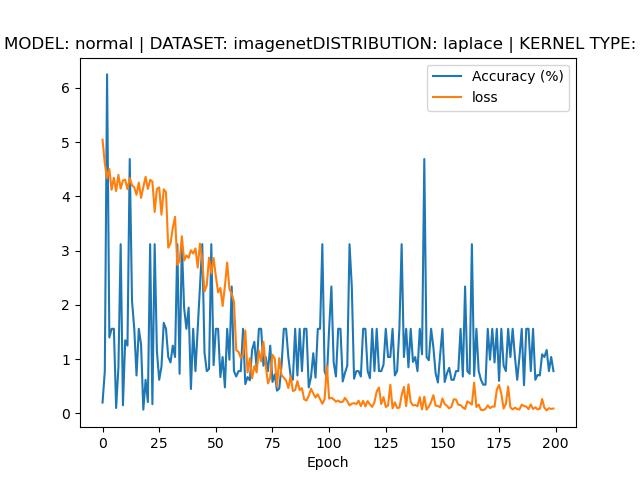 MODEL: normal | DATASET: imagenetDISTRIBUTION: laplace | KERNEL TYPE:
Accuracy (%)
loss
6
5
4
3
2
1
0
0 25 50 75 100 125 150 175 200
Epoch